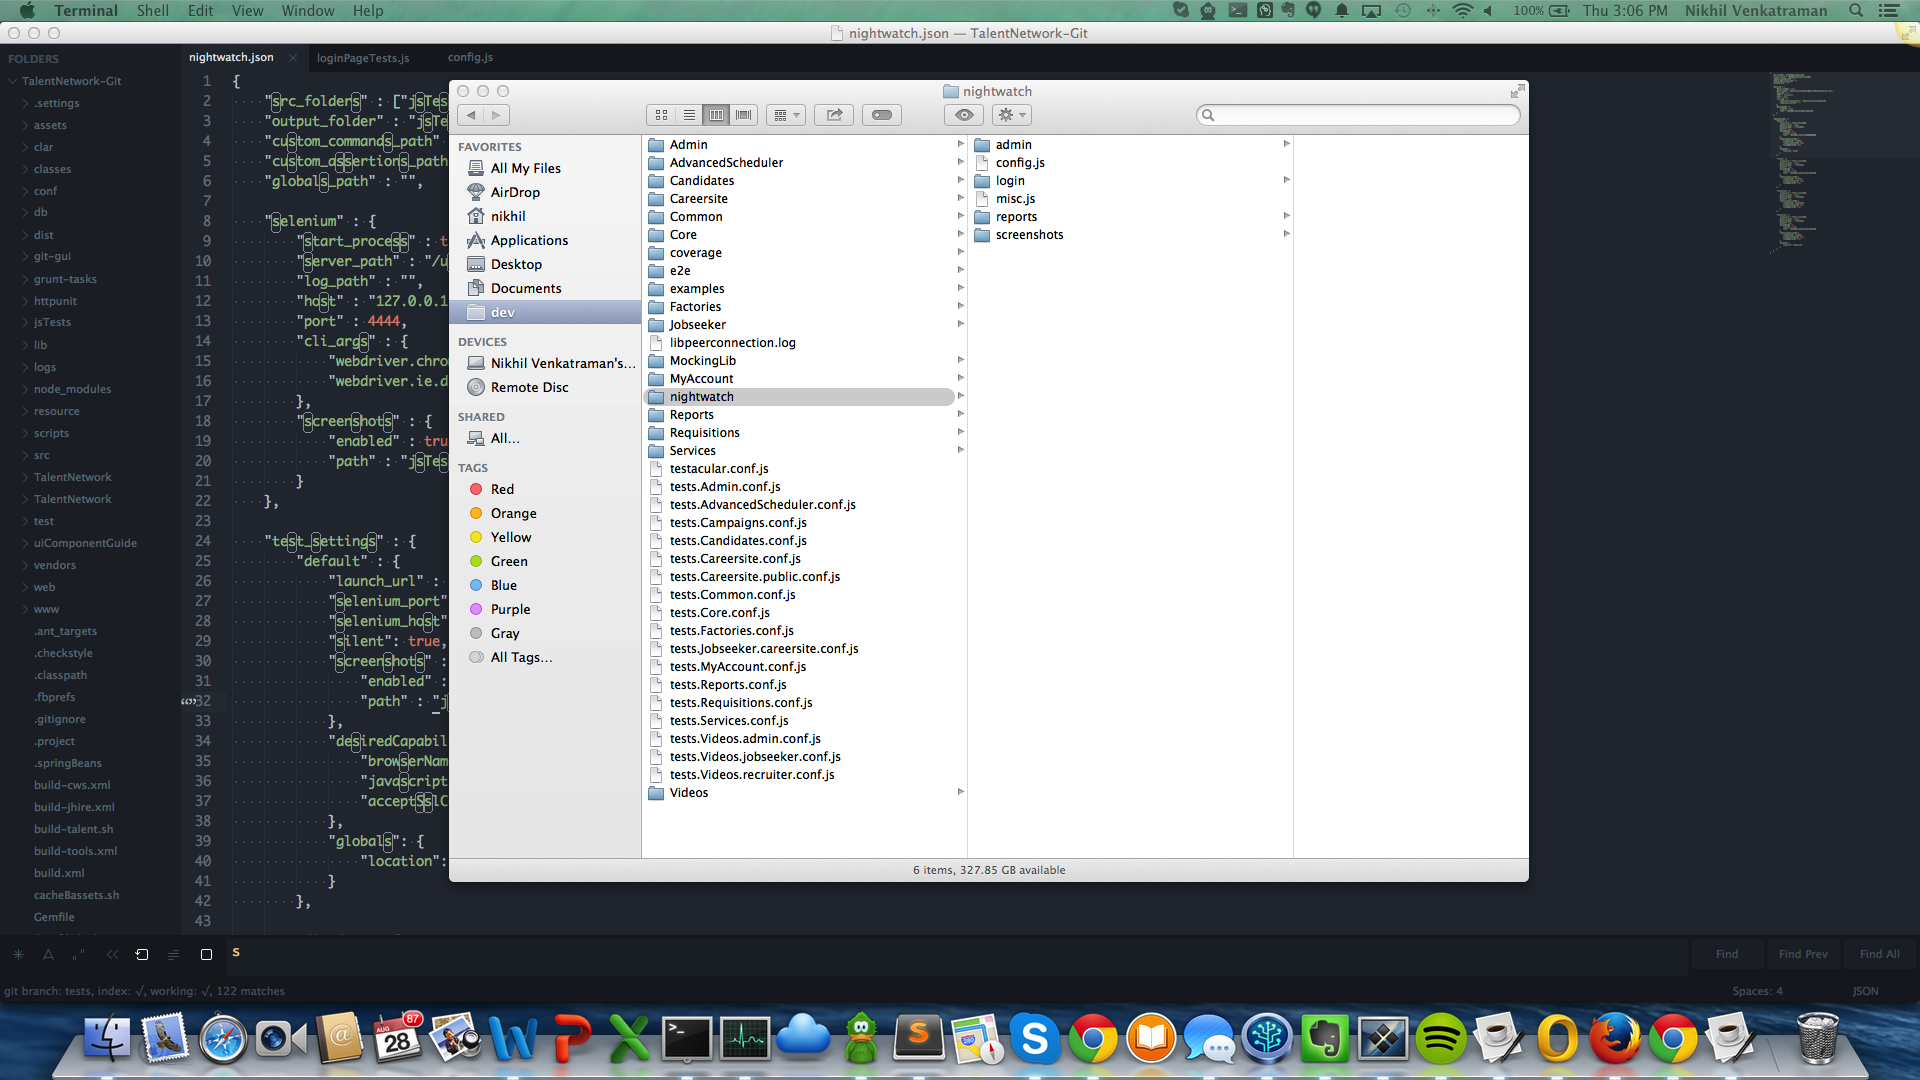 Terminal Shell Edit View Window Help 100% Thu 3:06 PM Nikhil Venkatraman
nightwatch.json — TalentNetwork-Git
FOLDERS
TalentNetwork-Git
.settings
assets
clar
classes
conf
db
dist
git-gui
grunt-tasks
httpunit
jsTests
lib
logs
node_modules
resource
scripts
src
TalentNetwork
TalentNetwork
test
uiComponentGuide
vendors
web
www
.ant_targets
.checkstyle
.classpath
.fbprefs
.gitignore
.project
.springBeans
build-cws.xml
build-jhire.xml
build-talent.sh
build-tools.xml
build.xml
cacheBassets.sh
Gemfile
nightwatch.json loginPageTests.js config.js
1 {
2 "src_folders" : ["jsTes
3 "output_folder" : "jsTe
4 "custom_commands_path"
5 "custom_assertions_path
6 "globals_path" : "",
7
8 "selenium" : {
9 "start_process" : t
10 "server_path" : "/u
11 "log_path" : "",
12 "host" : "127.0.0.1
13 "port" : 4444,
14 "cli_args" : {
15 "webdriver.chro
16 "webdriver.ie.d
17 },
18 "screenshots" : {
19 "enabled" : tru
20 "path" : "jsTes
21 }
22 },
23
24 "test_settings" : {
25 "default" : {
26 "launch_url" :
27 "selenium_port"
28 "selenium_host"
29 "silent": true,
30 "screenshots" :
31 "enabled" :
32 "path" : "j
33 },
34 "desiredCapabil
35 "browserNam
36 "javascript
37 "acceptSslC
38 },
39 "globals": {
40 "location":
41 }
42 },
43
nightwatch
FAVORITES
All My Files
AirDrop
nikhil
Applications
Desktop
Documents
dev
DEVICES
Nikhil Venkatraman's...
Remote Disc
SHARED
All...
TAGS
Red
Orange
Yellow
Green
Blue
Purple
Gray
All Tags...
Admin
AdvancedScheduler
Candidates
Careersite
Common
Core
coverage
e2e
examples
Factories
Jobseeker
libpeerconnection.log
MockingLib
MyAccount
nightwatch
Reports
Requisitions
Services
testacular.conf.js
tests.Admin.conf.js
tests.AdvancedScheduler.conf.js
tests.Campaigns.conf.js
tests.Candidates.conf.js
tests.Careersite.conf.js
tests.Careersite.public.conf.js
tests.Common.conf.js
tests.Core.conf.js
tests.Factories.conf.js
tests.Jobseeker.careersite.conf.js
tests.MyAccount.conf.js
tests.Reports.conf.js
tests.Requisitions.conf.js
tests.Services.conf.js
tests.Videos.admin.conf.js
tests.Videos.jobseeker.conf.js
tests.Videos.recruiter.conf.js
Videos
admin
config.js
login
misc.js
reports
screenshots
6 items, 327.85 GB available
s Find Find Prev Find All
git branch: tests, index: √, working: √, 122 matches Spaces: 4 JSON
AUG 28 87